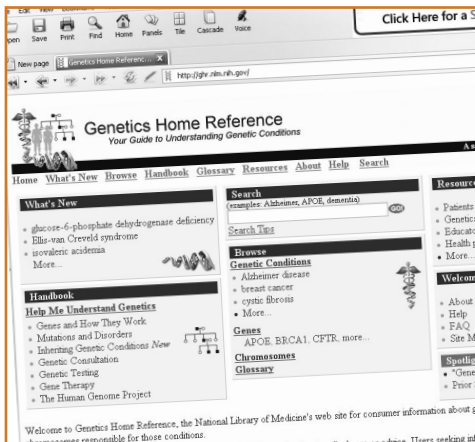 Edit View
Click Here for a S
Open Save Print Find Home Panels Tile Cascade Voice
New page Genetics Home Referenc... X
http://ghr.nlm.nih.gov/
Genetics Home Reference
Your Guide to Understanding Genetic Conditions
A s
Home What's New Browse Handbook Glossary Resources About Help Search
What's New
glucose-6-phosphate dehydrogenase deficiency
Ellis-van Creveld syndrome
isovaleric acidemia
More...
Handbook
Help Me Understand Genetics
Genes and How They Work
Mutations and Disorders
Inheriting Genetic Conditions New
Genetic Consultation
Genetic Testing
Gene Therapy
The Human Genome Project
Search
(examples: Alzheimer, APOE, dementia)
GO!
Search Tips
Browse
Genetic Conditions
Alzheimer disease
breast cancer
cystic fibrosis
More...
Genes
APOE, BRCA1, CFTR, more...
Chromosomes
Glossary
Resourc
Patients
Genetics
Educato
Health p
More...
Welcom
About
Help
FAQ
Site M
Spotlig
"Gene
Prior
Welcome to Genetics Home Reference, the National Library of Medicine's web site for consumer information about g
chromosomes responsible for those conditions.
Users seeking